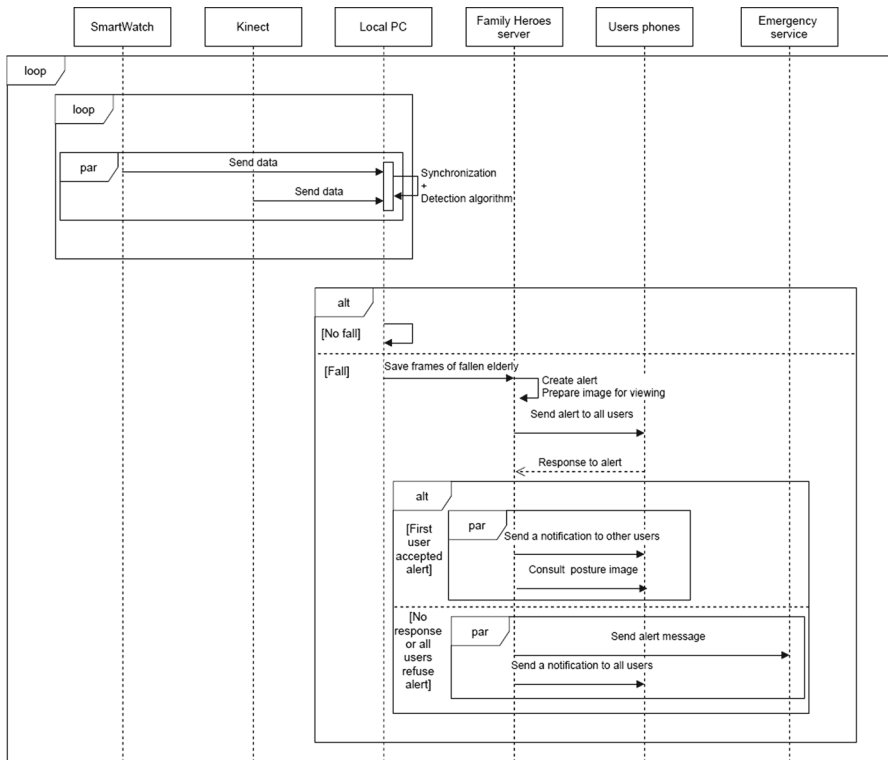 SmartWatch
Kinect
Local PC
Family Heroes
server
Users phones
Emergency
service
loop
loop
par
Send data
Synchronization
+
Detection algorithm
Send data
alt
[No fall]
[Fall]
Save frames of fallen elderly
Create alert
Prepare image for viewing
Send alert to all users
Response to alert
alt
[First
user
accepted
alert]
par
Send a notification to other users
Consult posture image
[No
response
or all
users
refuse
alert]
par
Send alert message
Send a notification to all users